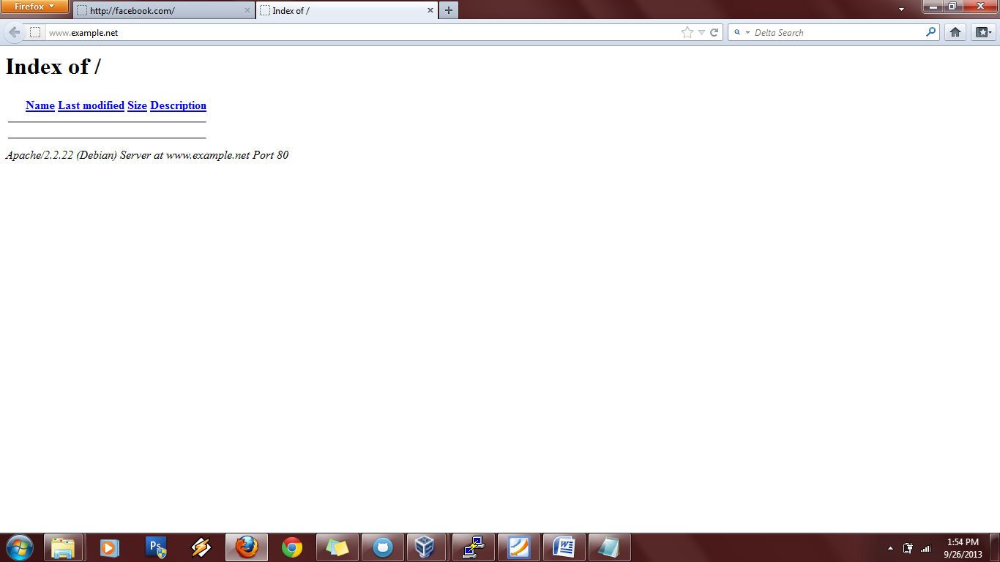 Firefox
http://facebook.com/
Index of /
www.example.net
Delta Search
Index of /
Name Last modified Size Description
Apache/2.2.22 (Debian) Server at www.example.net Port 80
Ps
W
1:54 PM
9/26/2013